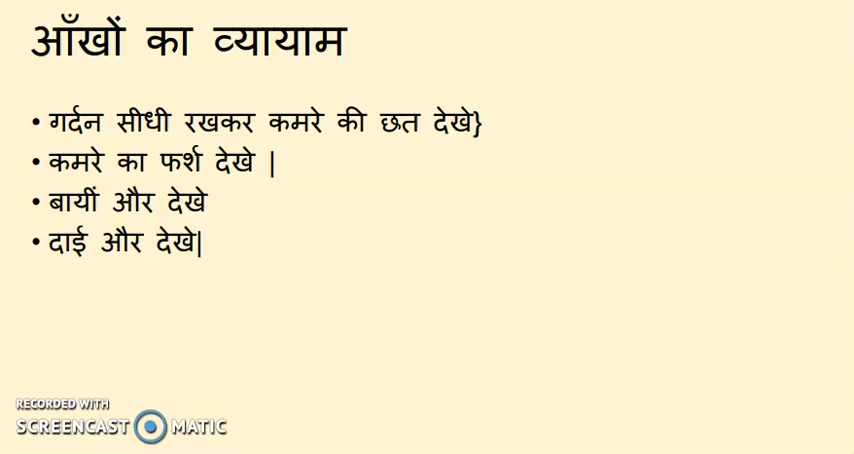 आँखों का व्यायाम
• गर्दन सीधी रखकर कमरे की छत देखे}
• कमरे का फर्श देखे |
• बायीं और देखे
• दाई और देखे|
RECORDED WITH
SCREENCAST MATIC